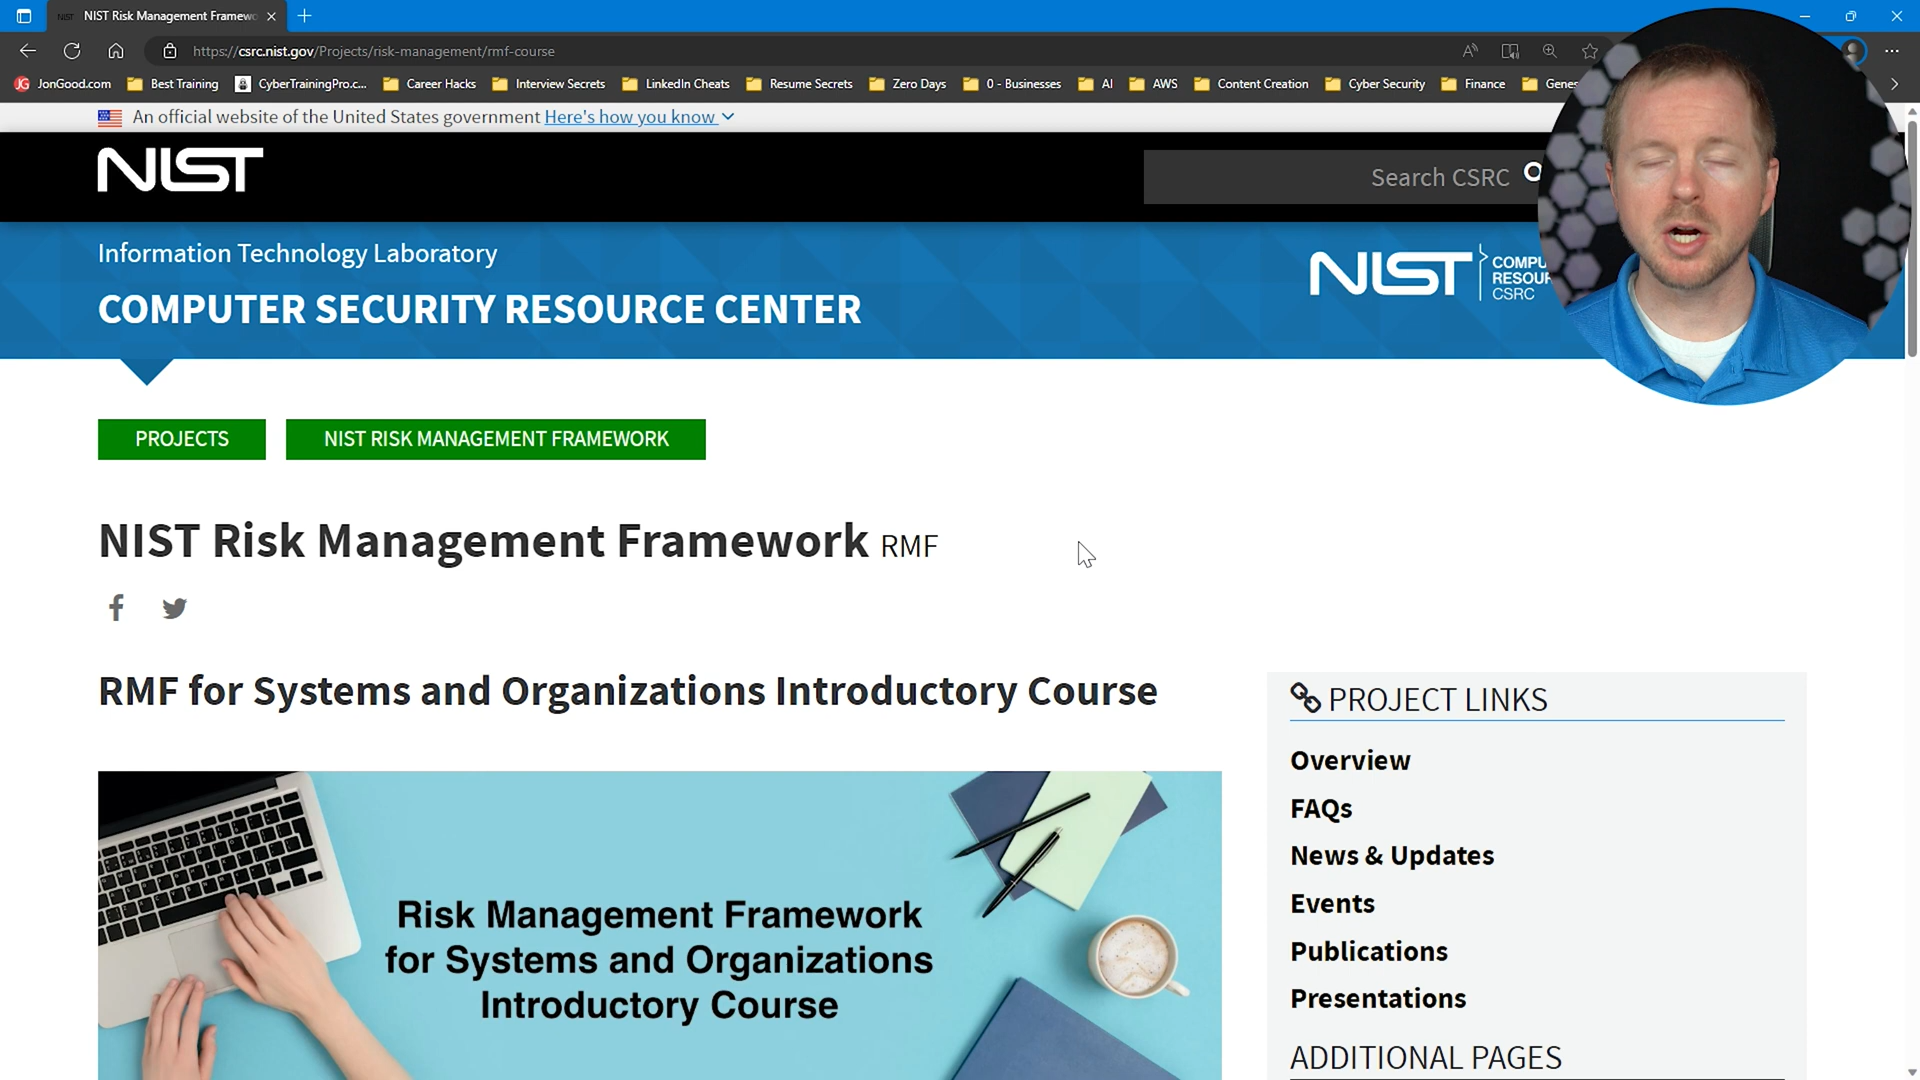 NIST Risk Management Framewo
https://csrc.nist.gov/Projects/risk-management/rmf-course
JonGood.com Best Training CyberTrainingPro.c... Career Hacks Interview Secrets LinkedIn Cheats Resume Secrets Zero Days 0 - Businesses AI AWS Content Creation Cyber Security Finance Gene
An official website of the United States government Here's how you know
NIST
Search CSRC
Information Technology Laboratory
COMPUTER SECURITY RESOURCE CENTER
NIST
COMPU
RESOUR
CSRC
PROJECTS
NIST RISK MANAGEMENT FRAMEWORK
NIST Risk Management Framework RMF
RMF for Systems and Organizations Introductory Course
Risk Management Framework
for Systems and Organizations
Introductory Course
PROJECT LINKS
Overview
FAQs
News & Updates
Events
Publications
Presentations
ADDITIONAL PAGES